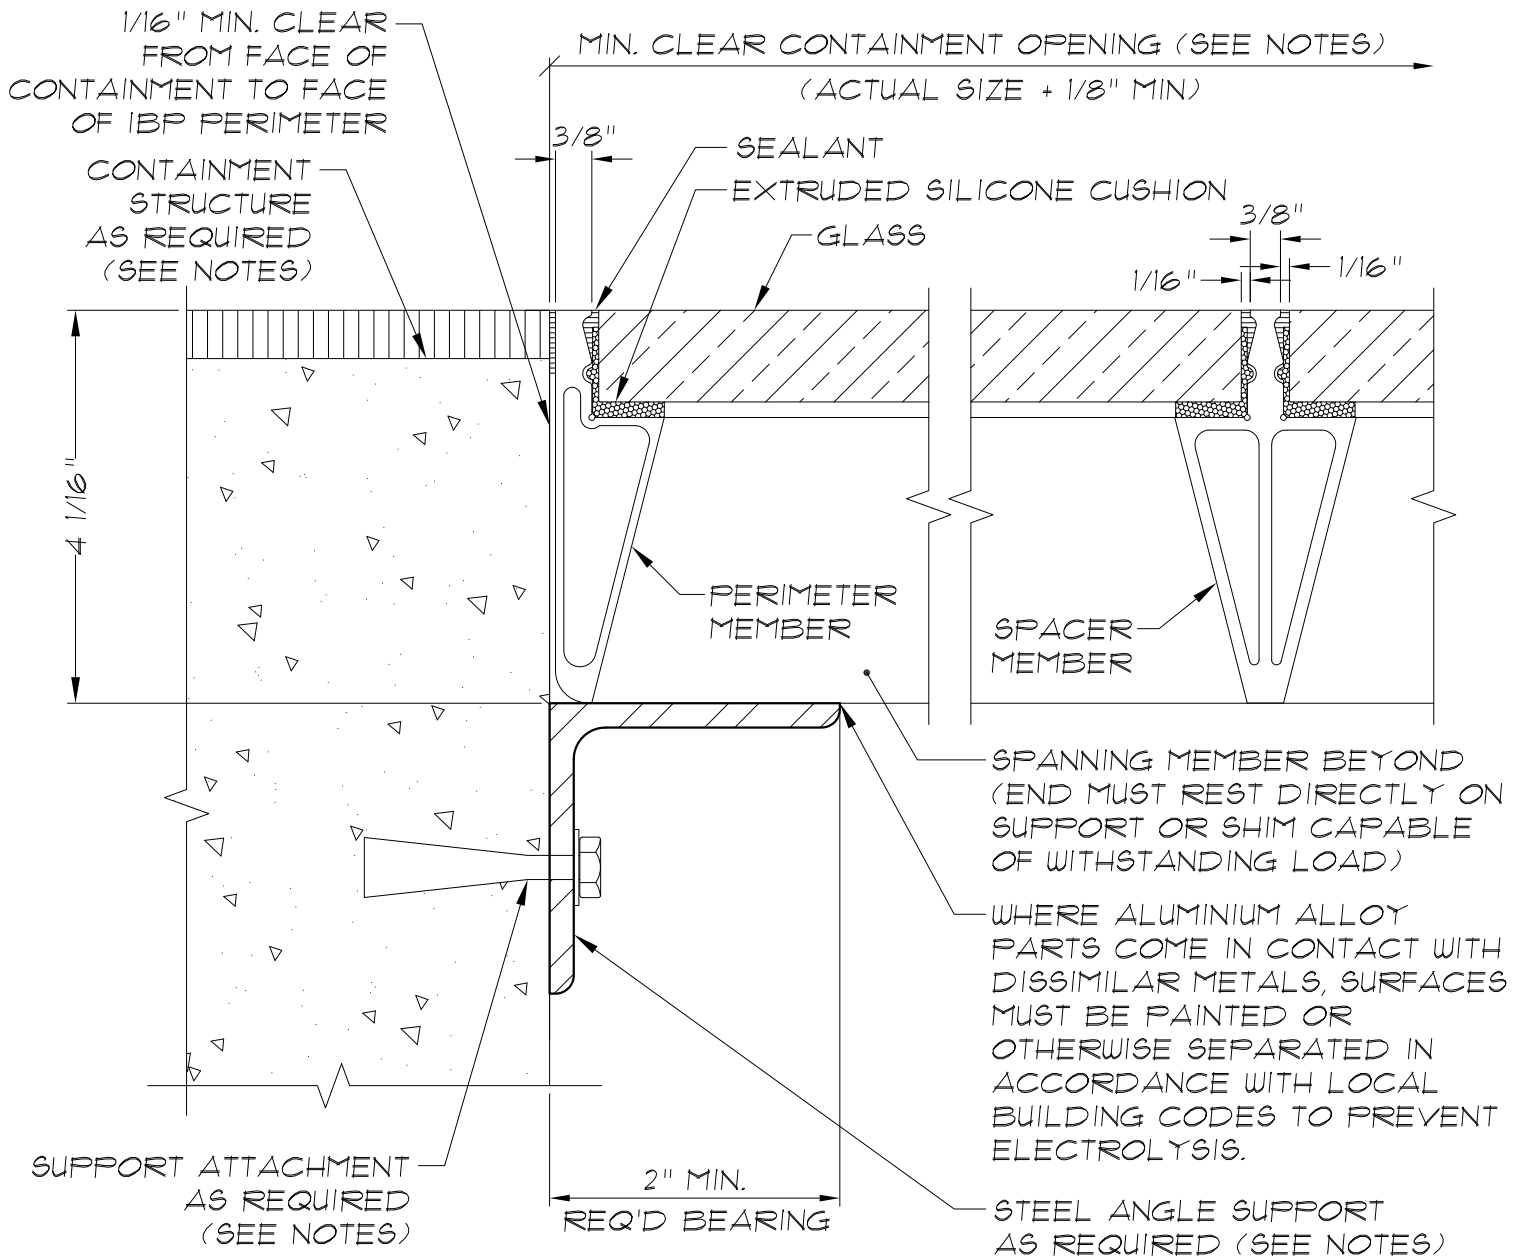 1/16" MIN. CLEAR
FROM FACE OF
CONTAINMENT TO FACE
OF IBP PERIMETER
MIN. CLEAR CONTAINMENT OPENING (SEE NOTES)
(ACTUAL SIZE + 1/8" MIN)
3/8"
SEALANT
EXTRUDED SILICONE CUSHION
GLASS
CONTAINMENT
STRUCTURE
AS REQUIRED
(SEE NOTES)
3/8"
1/16"
1/16"
4 1/16"
PERIMETER
MEMBER
SPACER
MEMBER
SPANNING MEMBER BEYOND
(END MUST REST DIRECTLY ON
SUPPORT OR SHIM CAPABLE
OF WITHSTANDING LOAD)
WHERE ALUMINIUM ALLOY
PARTS COME IN CONTACT WITH
DISSIMILAR METALS, SURFACES
MUST BE PAINTED OR
OTHERWISE SEPARATED IN
ACCORDANCE WITH LOCAL
BUILDING CODES TO PREVENT
ELECTROLYSIS.
SUPPORT ATTACHMENT
AS REQUIRED
(SEE NOTES)
2" MIN.
REQ'D BEARING
STEEL ANGLE SUPPORT
AS REQUIRED (SEE NOTES)